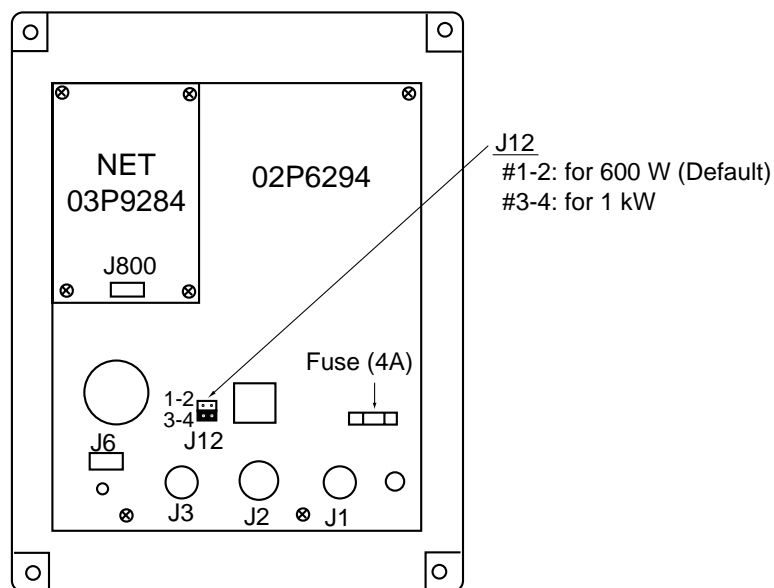 NET
03P9284
02P6294
J800
J12
#1-2: for 600 W (Default)
#3-4: for 1 kW
Fuse (4A)
1-2
3-4
J12
J6
J3
J2
J1